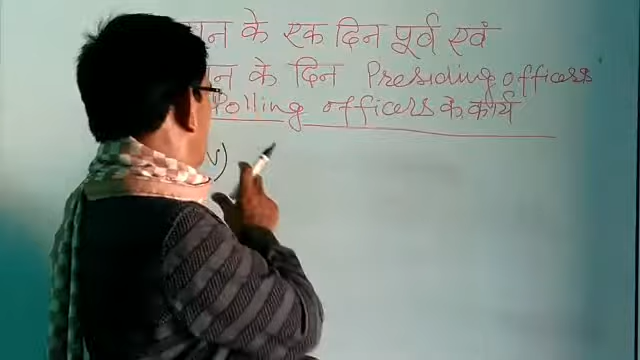 के एक दिन पूर्व एवं
के दिन Presiding officers
Polling officers के कार्य